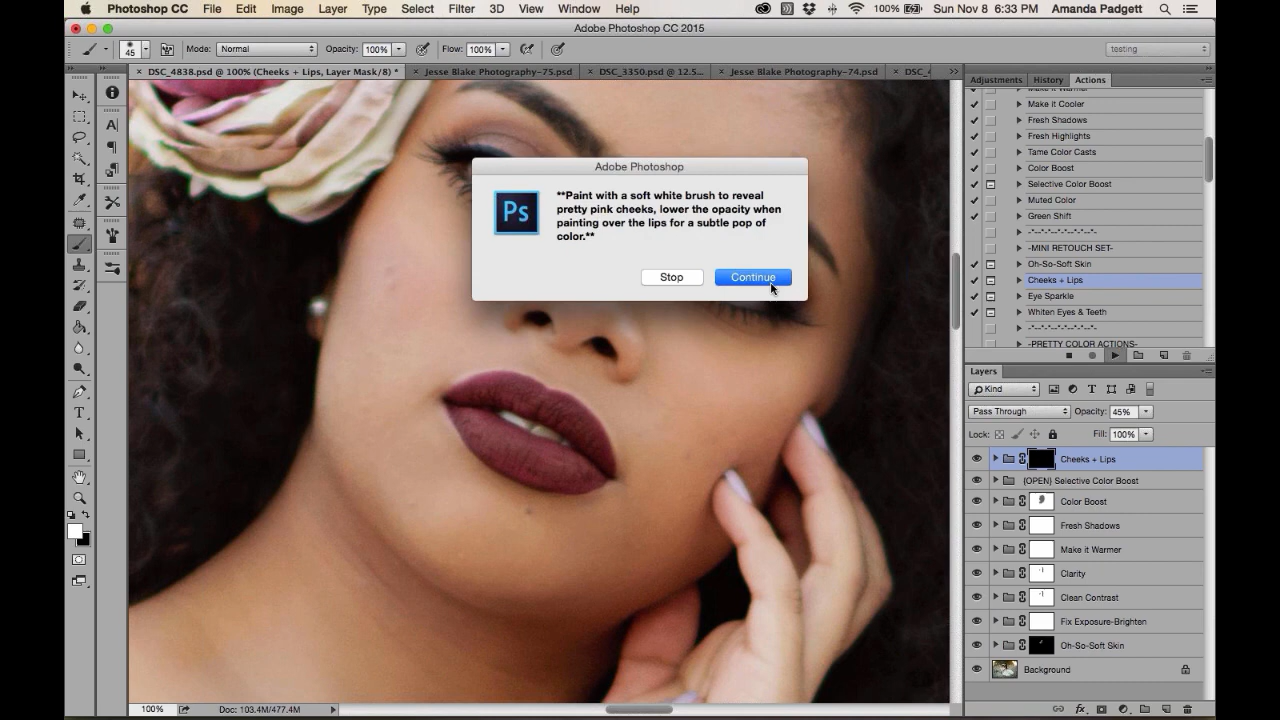 Photoshop CC File Edit Image Layer Type Select Filter 3D View Window Help 100% Sun Nov 8 6:33 PM Amanda Padgett
Adobe Photoshop CC 2015
45 Mode: Normal Opacity: 100% Flow: 100% testing
DSC_4838.psd @ 100% (Cheeks + Lips, Layer Mask/8) * Jesse Blake Photography-75.psd DSC_3350.psd @ 12.5... Jesse Blake Photography-74.psd
Adjustments History Actions
Make it Warmer
Make it Cooler
Fresh Shadows
Fresh Highlights
Tame Color Casts
Color Boost
Selective Color Boost
Muted Color
Green Shift
-MINI RETOUCH SET-
Oh-So-Soft Skin
Cheeks + Lips
Eye Sparkle
Whiten Eyes & Teeth
-PRETTY COLOR ACTIONS-
Adobe Photoshop
Ps
**Paint with a soft white brush to reveal
pretty pink cheeks, lower the opacity when
painting over the lips for a subtle pop of
color.**
Stop Continue
Layers
Kind
Pass Through Opacity: 45%
Lock: Fill: 100%
Cheeks + Lips
{OPEN} Selective Color Boost
Color Boost
Fresh Shadows
Make it Warmer
Clarity
Clean Contrast
Fix Exposure-Brighten
Oh-So-Soft Skin
Background
100% Doc: 103.4M/477.4M